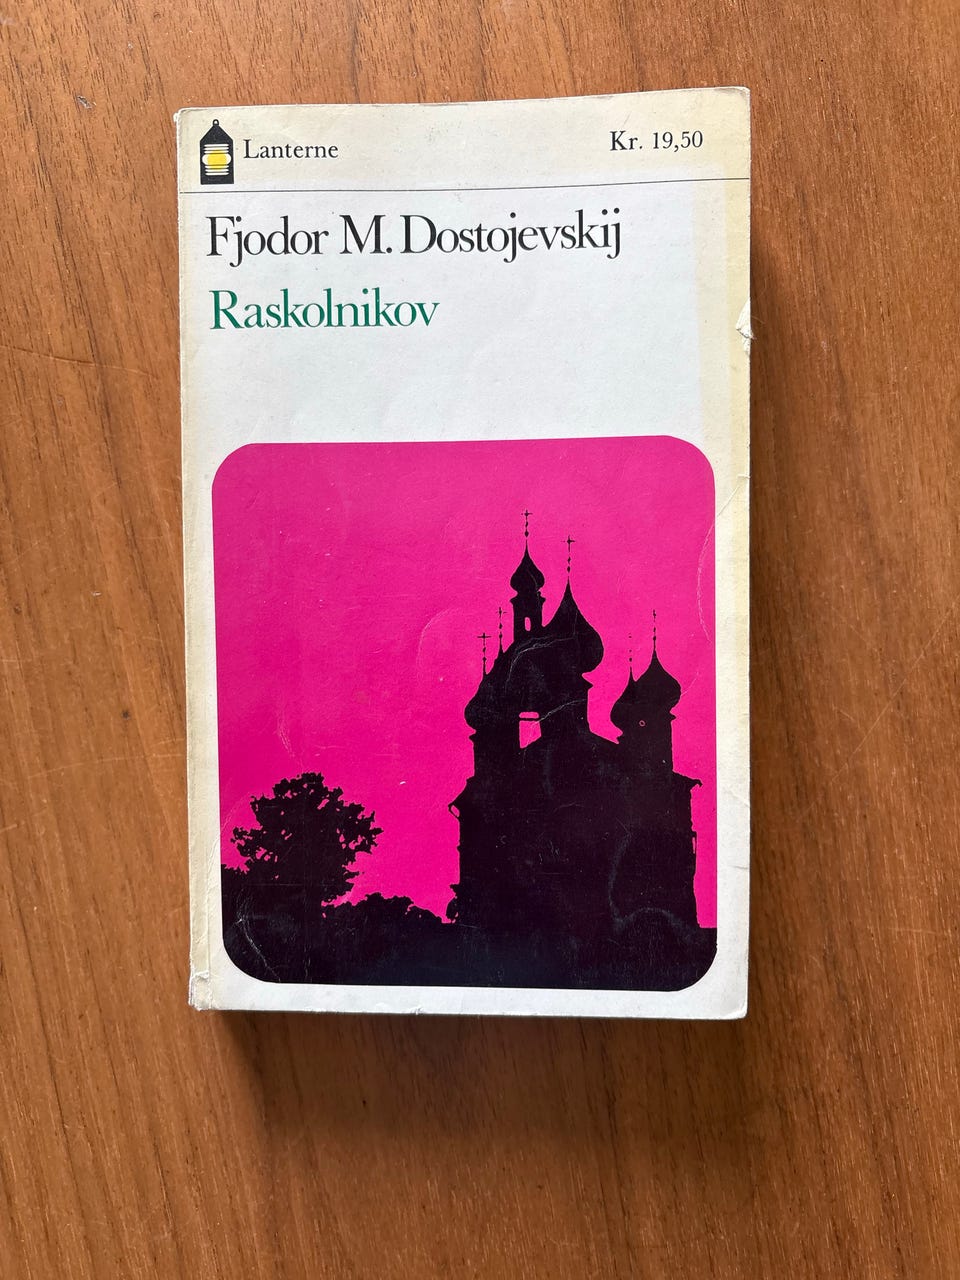 Lanterne
Kr. 19,50
Fjodor M. Dostojevskij
Raskolnikov